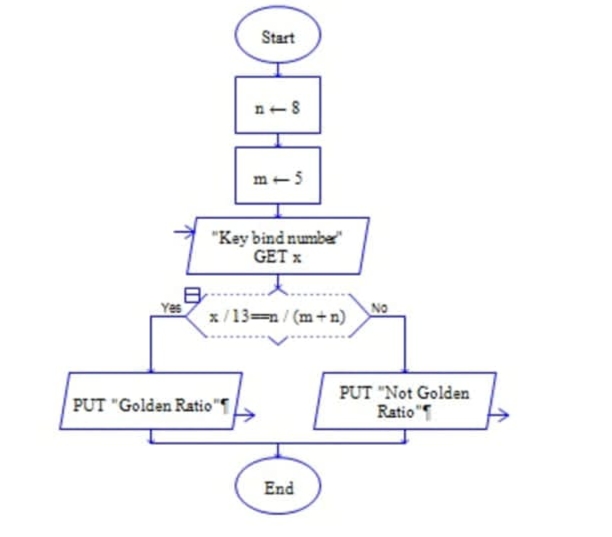 Start
n ← 8
m ← 5
"Key bind number"
GET x
Yes
x / 13==n / (m+n)
No
PUT "Golden Ratio"¶
PUT "Not Golden
Ratio"¶
End